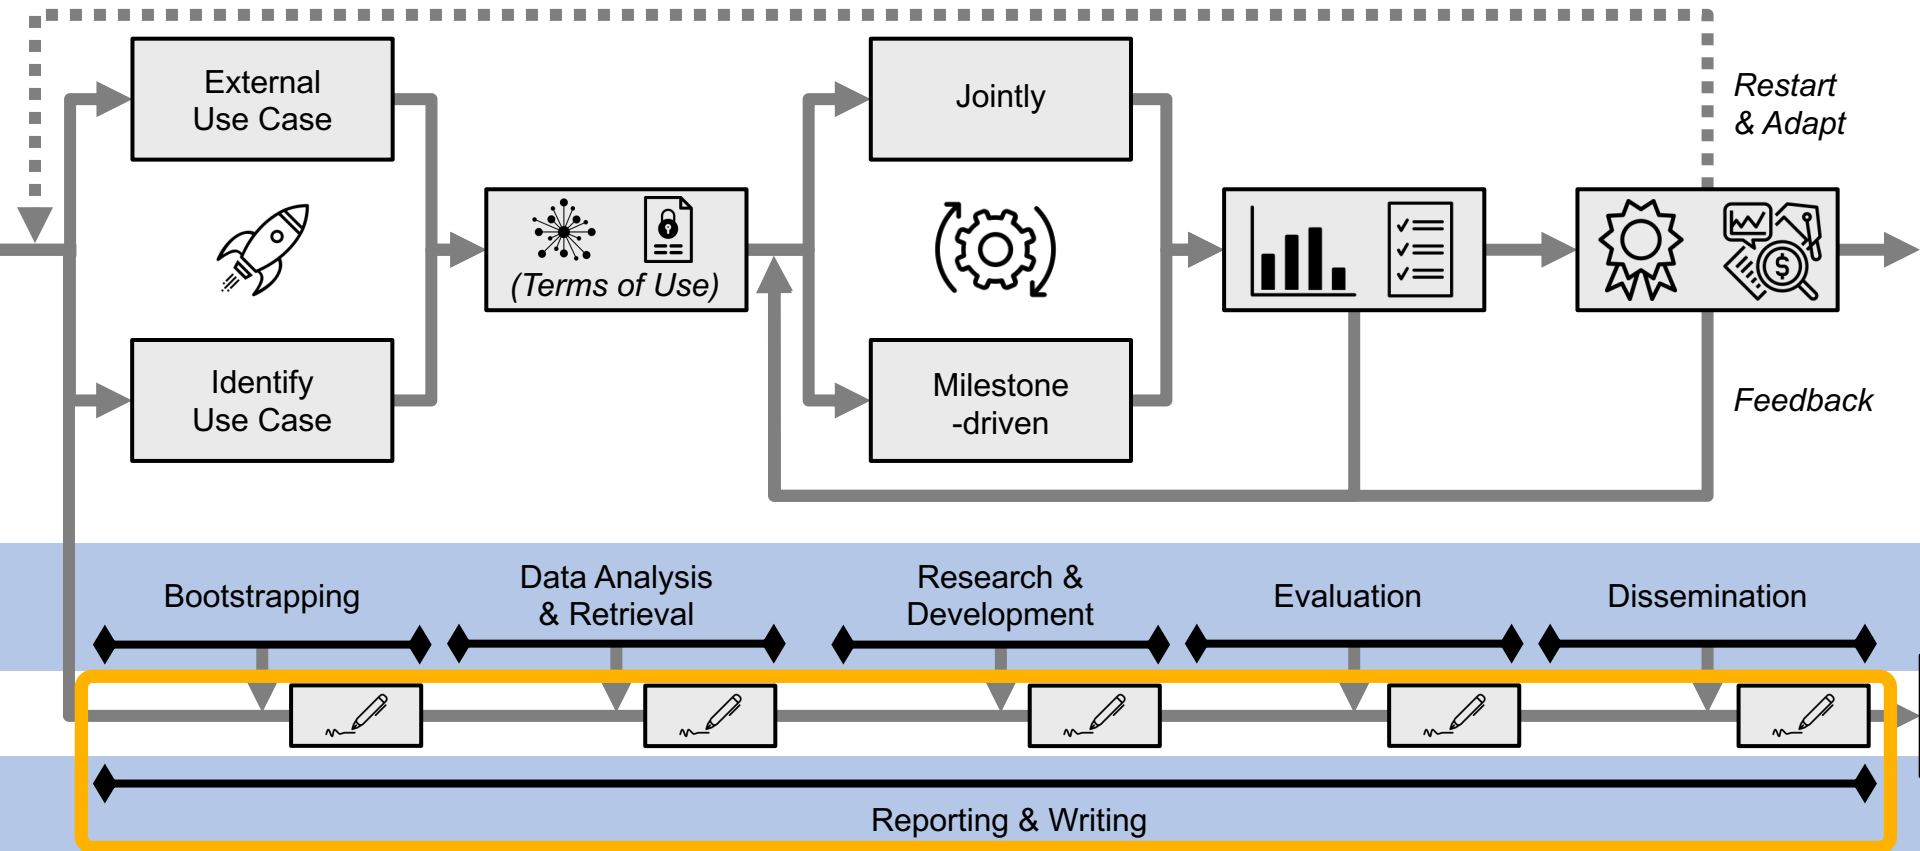 External
Use Case
Jointly
Restart
& Adapt
(Terms of Use)
$
Identify
Use Case
Milestone
-driven
Feedback
Bootstrapping
Data Analysis
& Retrieval
Research &
Development
Evaluation
Dissemination
Reporting & Writing